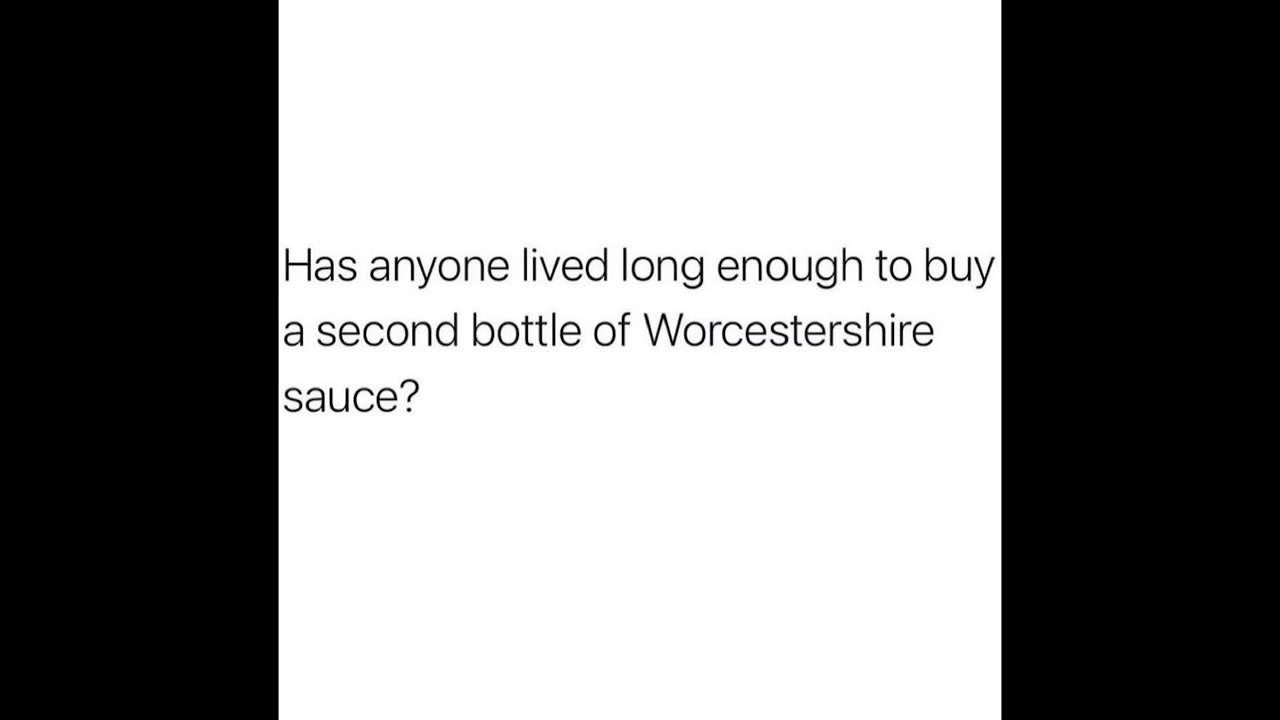 Has anyone lived long enough to buy
a second bottle of Worcestershire
sauce?